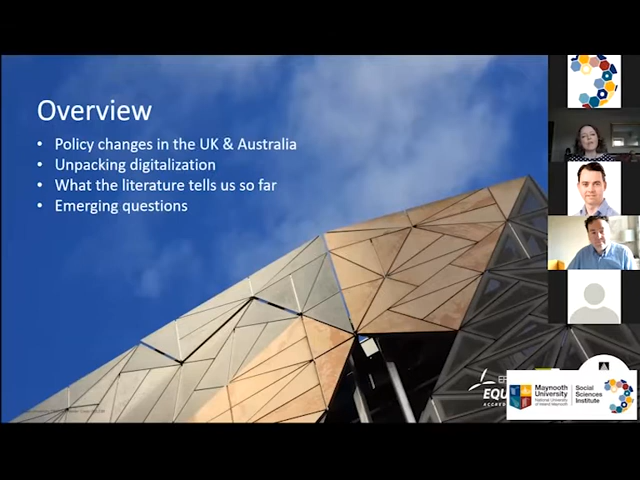 Overview
• Policy changes in the UK & Australia
• Unpacking digitalization
• What the literature tells us so far
• Emerging questions
Maynooth
University
National University
of Ireland Maynooth
Social
Sciences
Institute